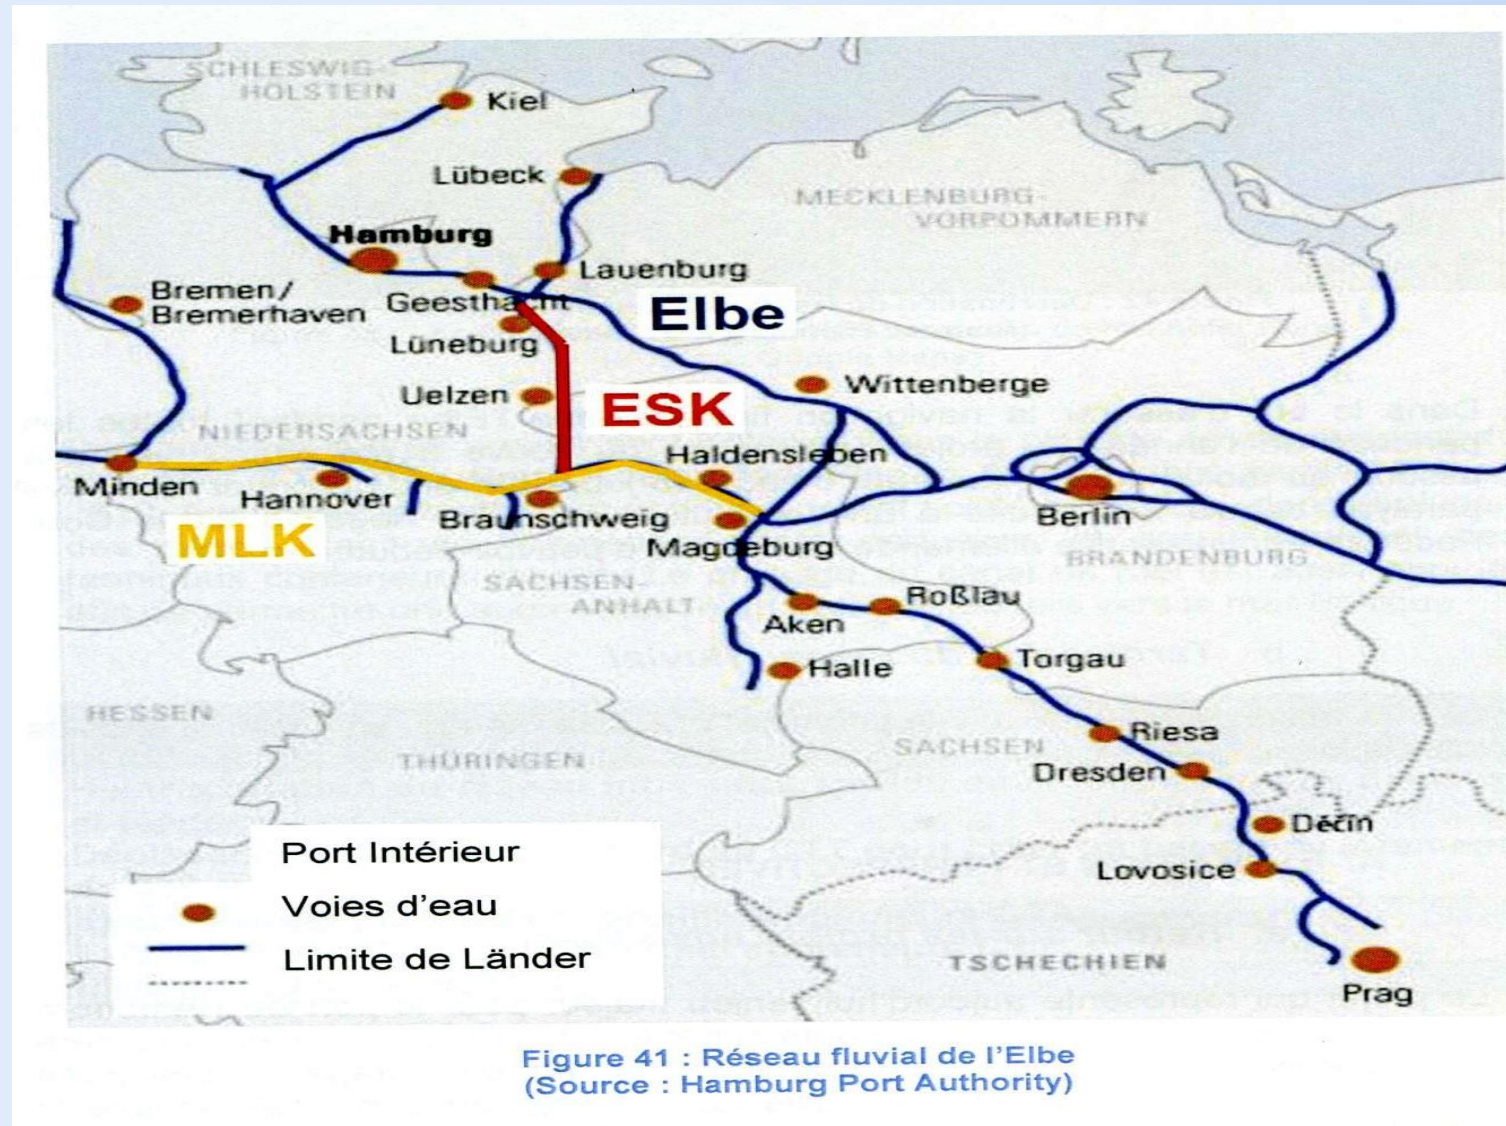 SCHLESWIG-
HOLSTEIN
Kiel
Lübeck
MECKLENBURG-
VORPOMMERN
Hamburg
Lauenburg
Bremen/
Bremerhaven
Geesthacht
Elbe
Lüneburg
Uelzen
ESK
Wittenberge
NIEDERSACHSEN
Haldensleben
Minden
Hannover
Braunschweig
Berlin
MLK
Magdeburg
BRANDENBURG
SACHSEN-
ANHALT
Aken
Roßlau
Halle
Torgau
HESSEN
THÜRINGEN
SACHSEN
Riesa
Dresden
Děčín
Lovosice
TSCHECHIEN
Prag
Port Intérieur
Voies d'eau
Limite de Länder
Figure 41 : Réseau fluvial de l'Elbe
(Source : Hamburg Port Authority)